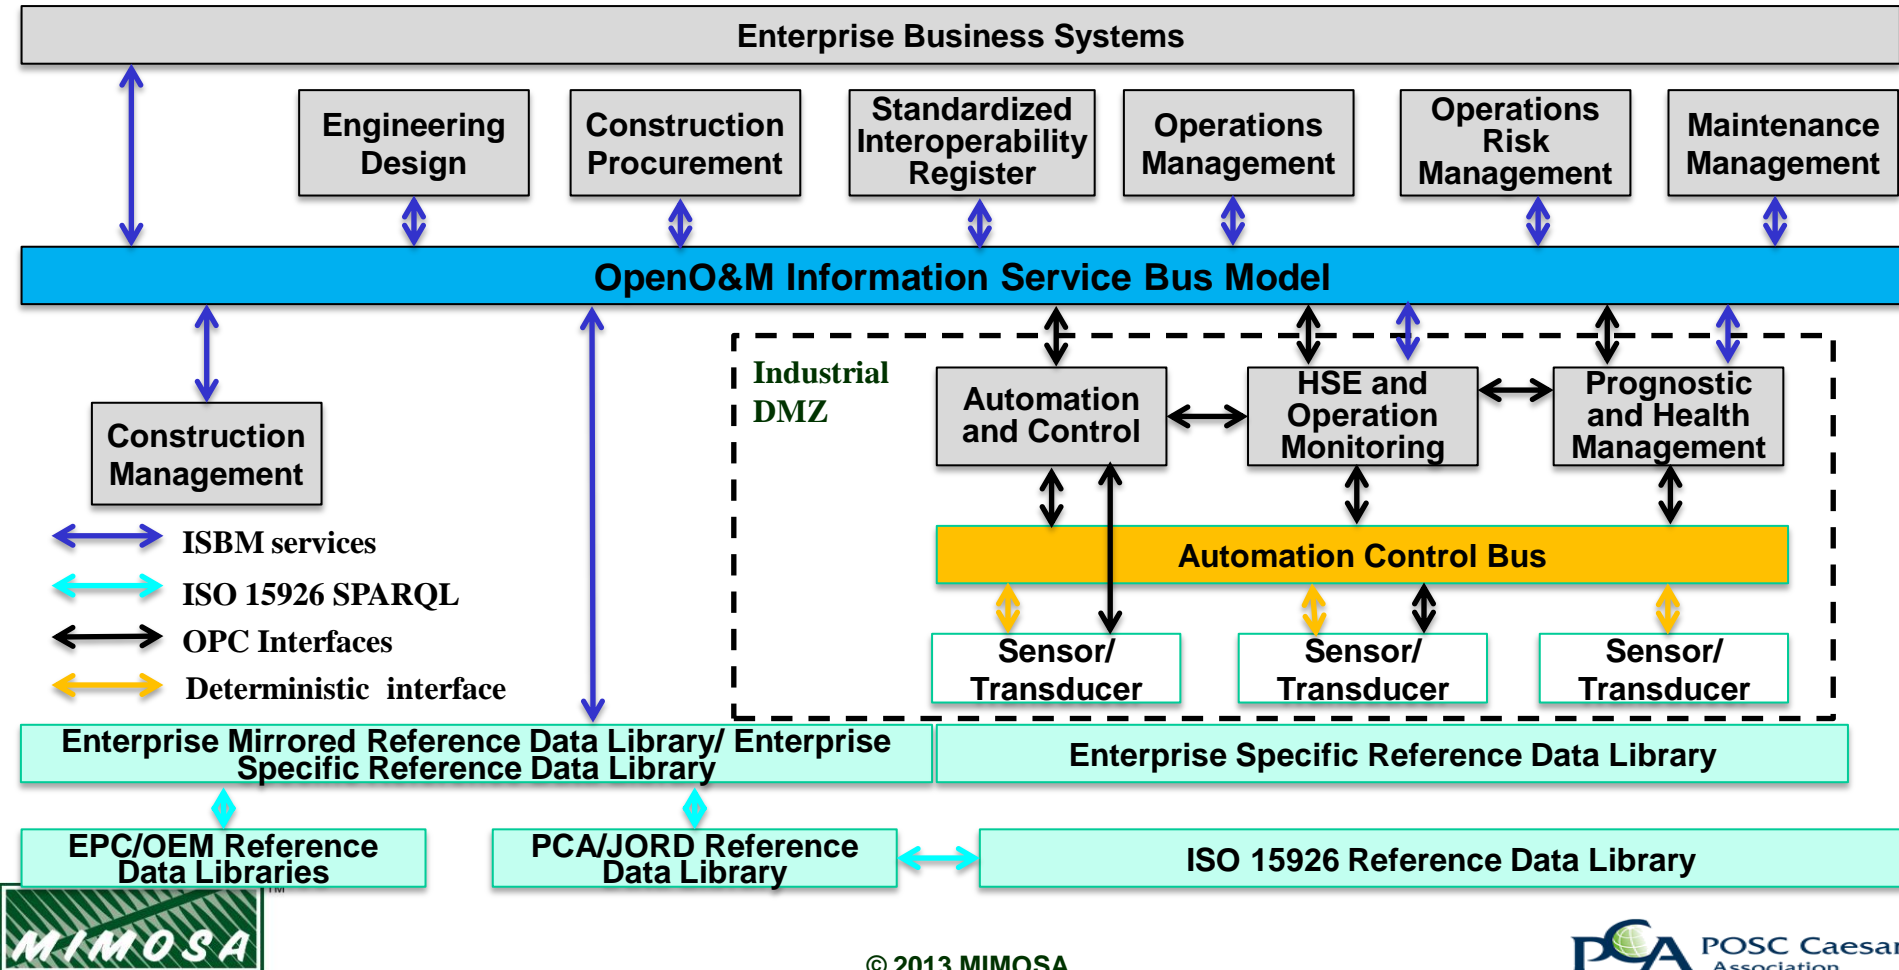 Enterprise Business Systems
Engineering
Design
Construction
Procurement
Standardized
Interoperability
Register
Operations
Management
Operations
Risk
Management
Maintenance
Management
OpenO&M Information Service Bus Model
Industrial
DMZ
Automation
and Control
HSE and
Operation
Monitoring
Prognostic
and Health
Management
Construction
Management
ISBM services
ISO 15926 SPARQL
OPC Interfaces
Deterministic interface
Automation Control Bus
Sensor/
Transducer
Sensor/
Transducer
Sensor/
Transducer
Enterprise Mirrored Reference Data Library/ Enterprise
Specific Reference Data Library
Enterprise Specific Reference Data Library
EPC/OEM Reference
Data Libraries
PCA/JORD Reference
Data Library
ISO 15926 Reference Data Library
TM
MIMOSA
© 2013 MIMOSA
PCA
POSC Caesar
Association